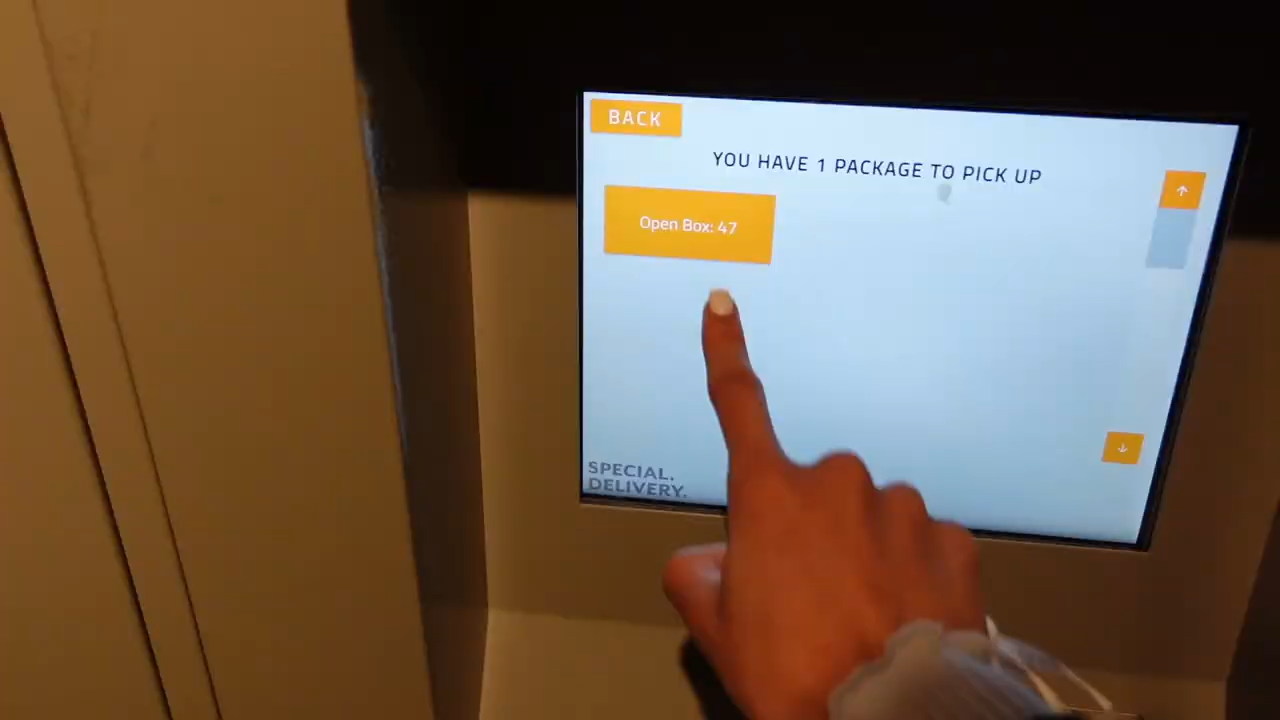 BACK
YOU HAVE 1 PACKAGE TO PICK UP
Open Box: 47
SPECIAL.
DELIVERY.